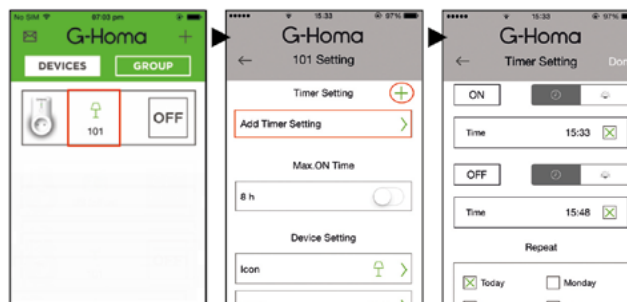 No SIM 07:03 pm
G-Homa
DEVICES GROUP
101 OFF
15:33 97%
G-Homa
101 Setting
Timer Setting
Add Timer Setting
Max.ON Time
8 h
Device Setting
Icon
15:33 97%
G-Homa
Timer Setting Don
ON
Time 15:33
OFF
Time 15:48
Repeat
Today Monday